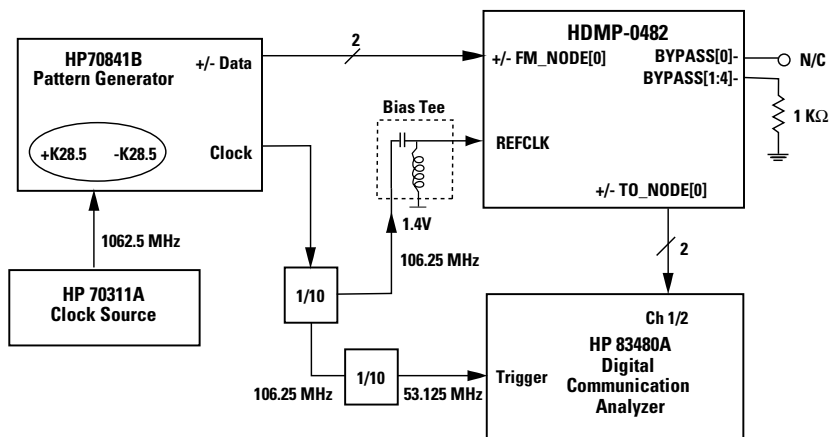 HP70841B
Pattern Generator
+/- Data
+K28.5
-K28.5
Clock
1062.5 MHz
HP 70311A
Clock Source
2
Bias Tee
1.4V
106.25 MHz
1/10
106.25 MHz
1/10
53.125 MHz
HDMP-0482
+/- FM_NODE[0]
BYPASS[0]-
N/C
BYPASS[1:4]-
1 KΩ
REFCLK
+/- TO_NODE[0]
2
Ch 1/2
HP 83480A
Digital
Communication
Analyzer
Trigger